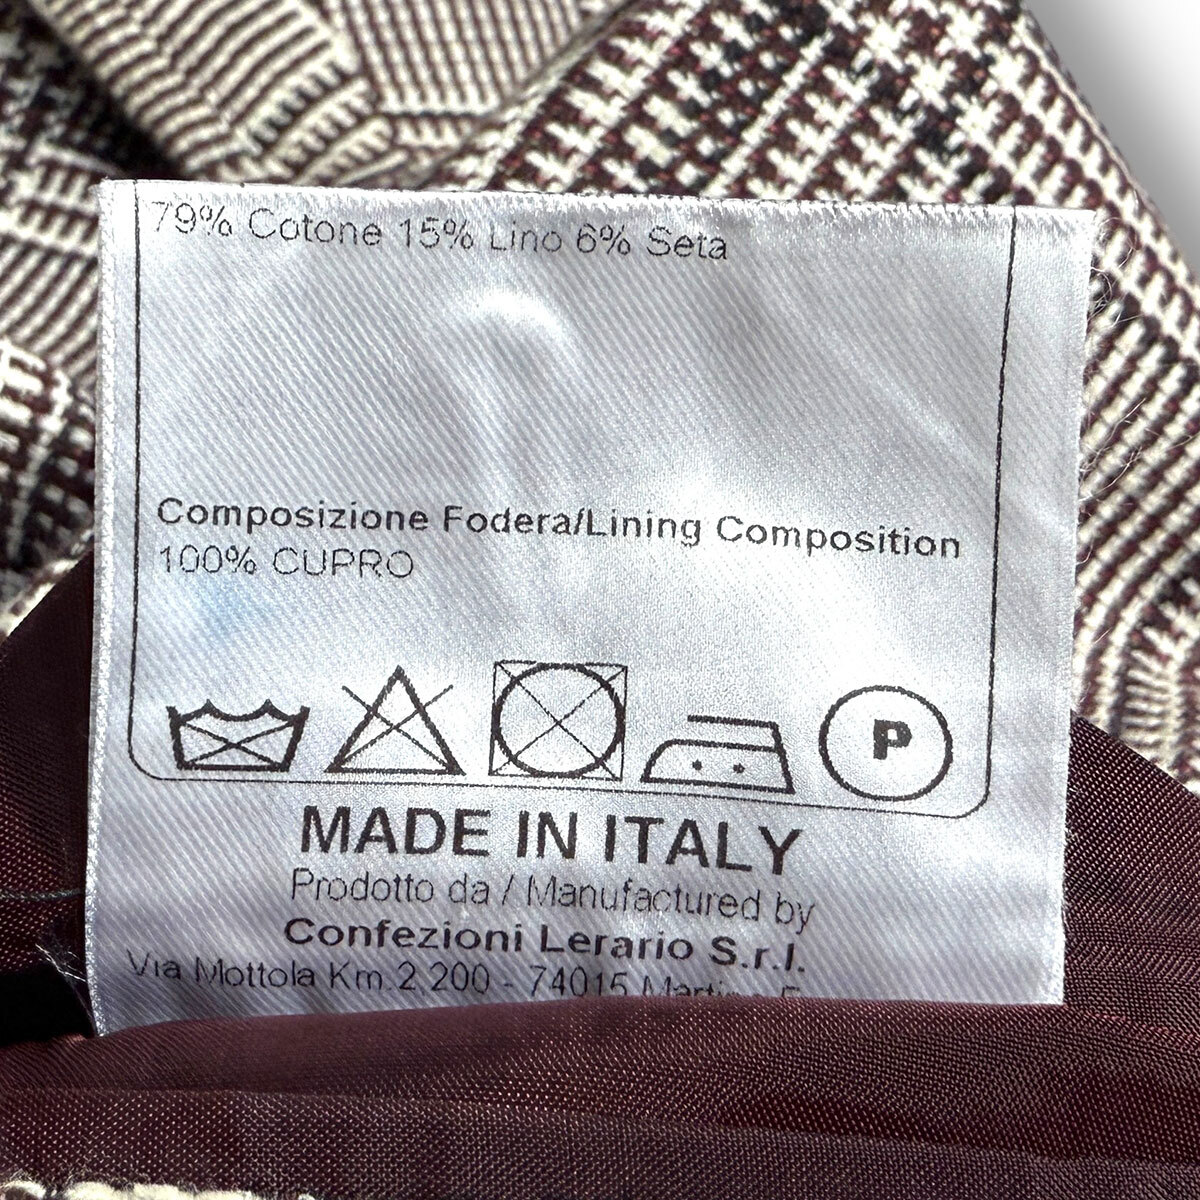 79% Cotone 15% Lino 6% Seta
Composizione Fodera/Lining Composition
100% CUPRO
P
MADE IN ITALY
Prodotto da / Manufactured by
Confezioni Lerario S.r.l.
Via Mottola Km.2,200 - 74015